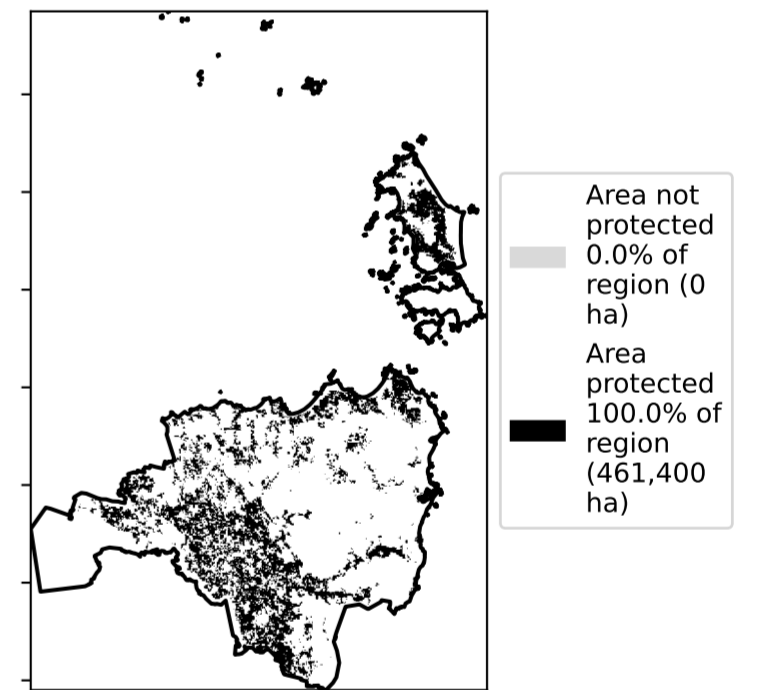 Area not
protected
0.0% of
region (0
ha)
Area
protected
100.0% of
region
(461,400
ha)